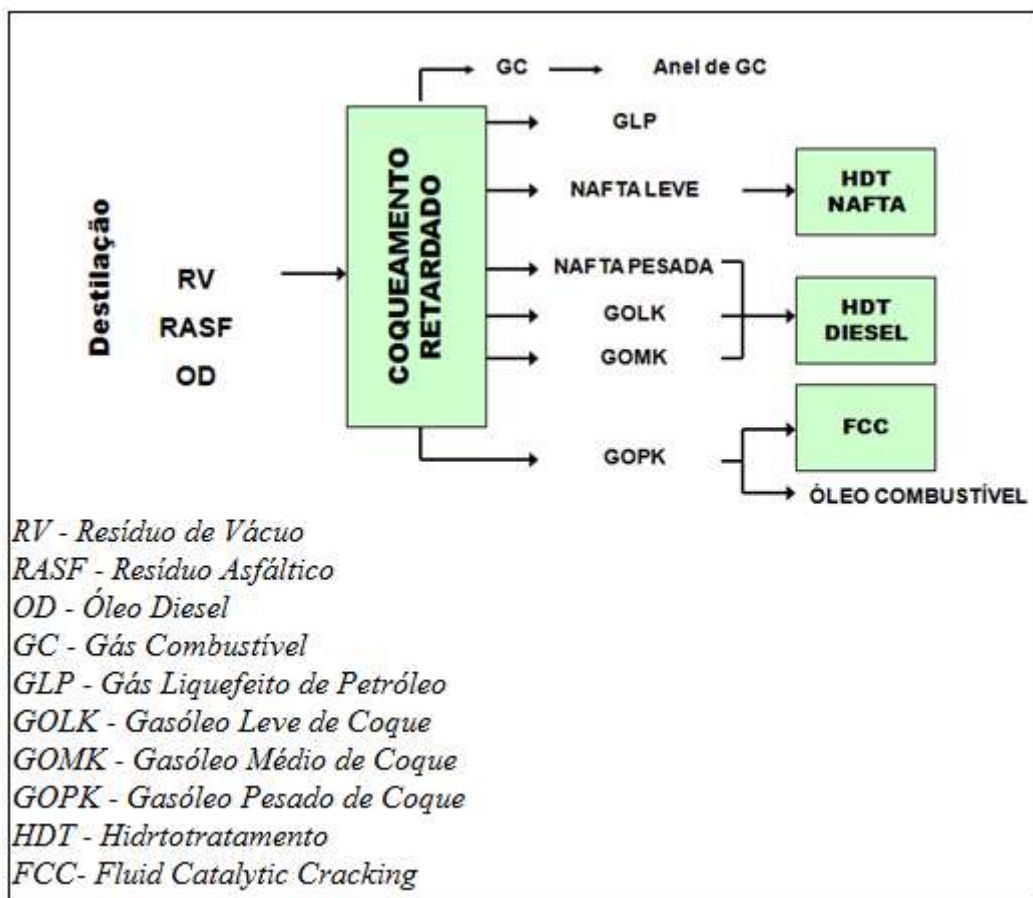 GC
Anel de GC
GLP
Destilação
RV
RASF
OD
COQUEAMENTO
RETARDADO
NAFTA LEVE
HDT
NAFTA
NAFTA PESADA
GOLK
GOMK
HDT
DIESEL
GOPK
FCC
ÓLEO COMBUSTÍVEL
RV - Resíduo de Vácuo
RASF - Resíduo Asfáltico
OD - Óleo Diesel
GC - Gás Combustível
GLP - Gás Liquefeito de Petróleo
GOLK - Gasóleo Leve de Coque
GOMK - Gasóleo Médio de Coque
GOPK - Gasóleo Pesado de Coque
HDT - Hidrtotratamento
FCC- Fluid Catalytic Cracking